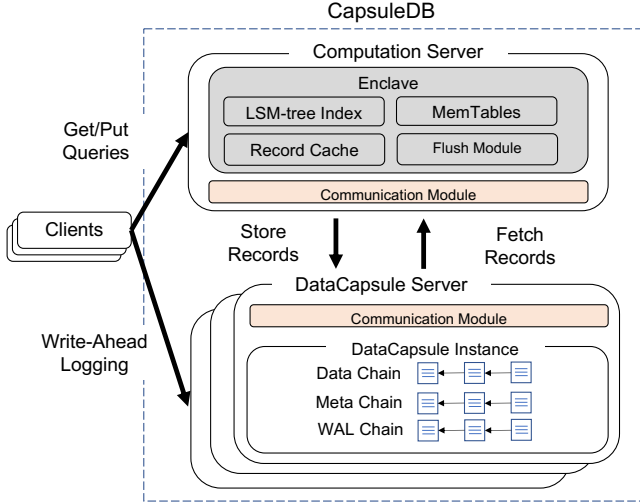 CapsuleDB
Computation Server
Enclave
LSM-tree Index
MemTables
Record Cache
Flush Module
Communication Module
Get/Put
Queries
Clients
Store
Records
Fetch
Records
Write-Ahead
Logging
DataCapsule Server
Communication Module
DataCapsule Instance
Data Chain
Meta Chain
WAL Chain